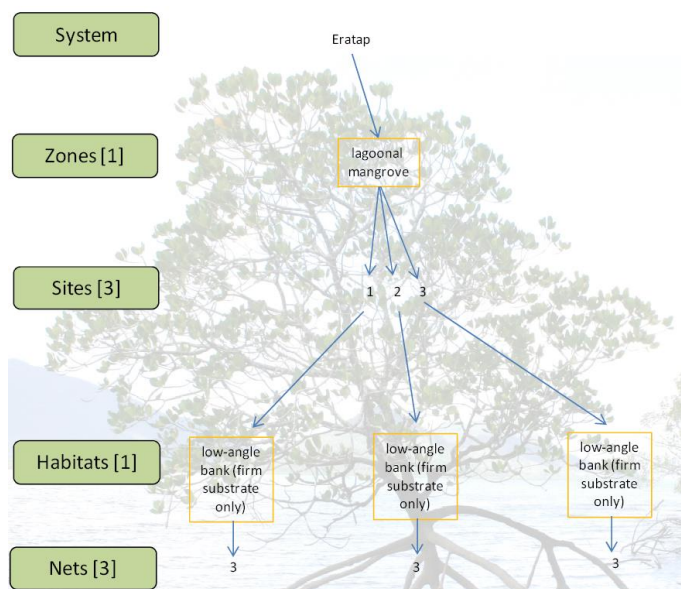 System
Eratap
Zones [1]
lagoonal
mangrove
Sites [3]
1 2 3
Habitats [1]
low-angle
bank (firm
substrate
only)
low-angle
bank (firm
substrate
only)
low-angle
bank (firm
substrate
only)
Nets [3]
3 3 3